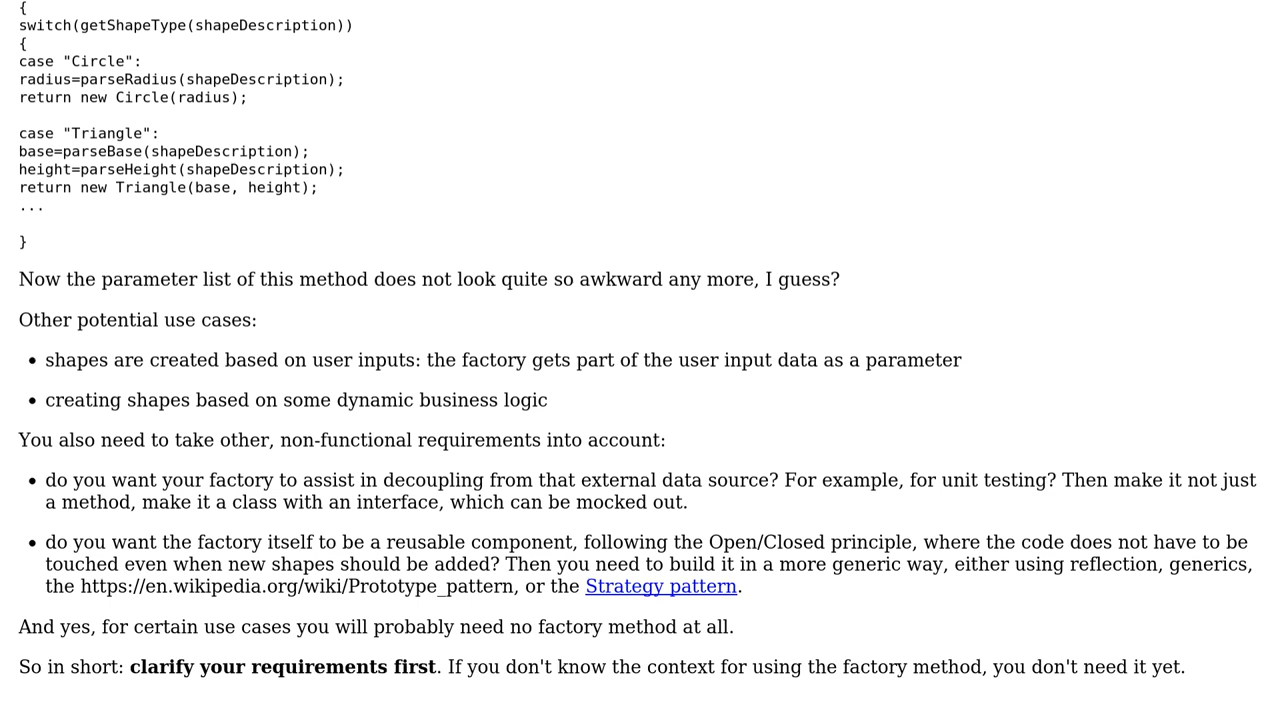 {
switch(getShapeType(shapeDescription))
{
case "Circle":
radius=parseRadius(shapeDescription);
return new Circle(radius);
case "Triangle":
base=parseBase(shapeDescription);
height=parseHeight(shapeDescription);
return new Triangle(base, height);
...
}
Now the parameter list of this method does not look quite so awkward any more, I guess?
Other potential use cases:
• shapes are created based on user inputs: the factory gets part of the user input data as a parameter
• creating shapes based on some dynamic business logic
You also need to take other, non-functional requirements into account:
• do you want your factory to assist in decoupling from that external data source? For example, for unit testing? Then make it not just
a method, make it a class with an interface, which can be mocked out.
• do you want the factory itself to be a reusable component, following the Open/Closed principle, where the code does not have to be
touched even when new shapes should be added? Then you need to build it in a more generic way, either using reflection, generics,
the https://en.wikipedia.org/wiki/Prototype_pattern, or the Strategy pattern.
And yes, for certain use cases you will probably need no factory method at all.
So in short: clarify your requirements first. If you don't know the context for using the factory method, you don't need it yet.